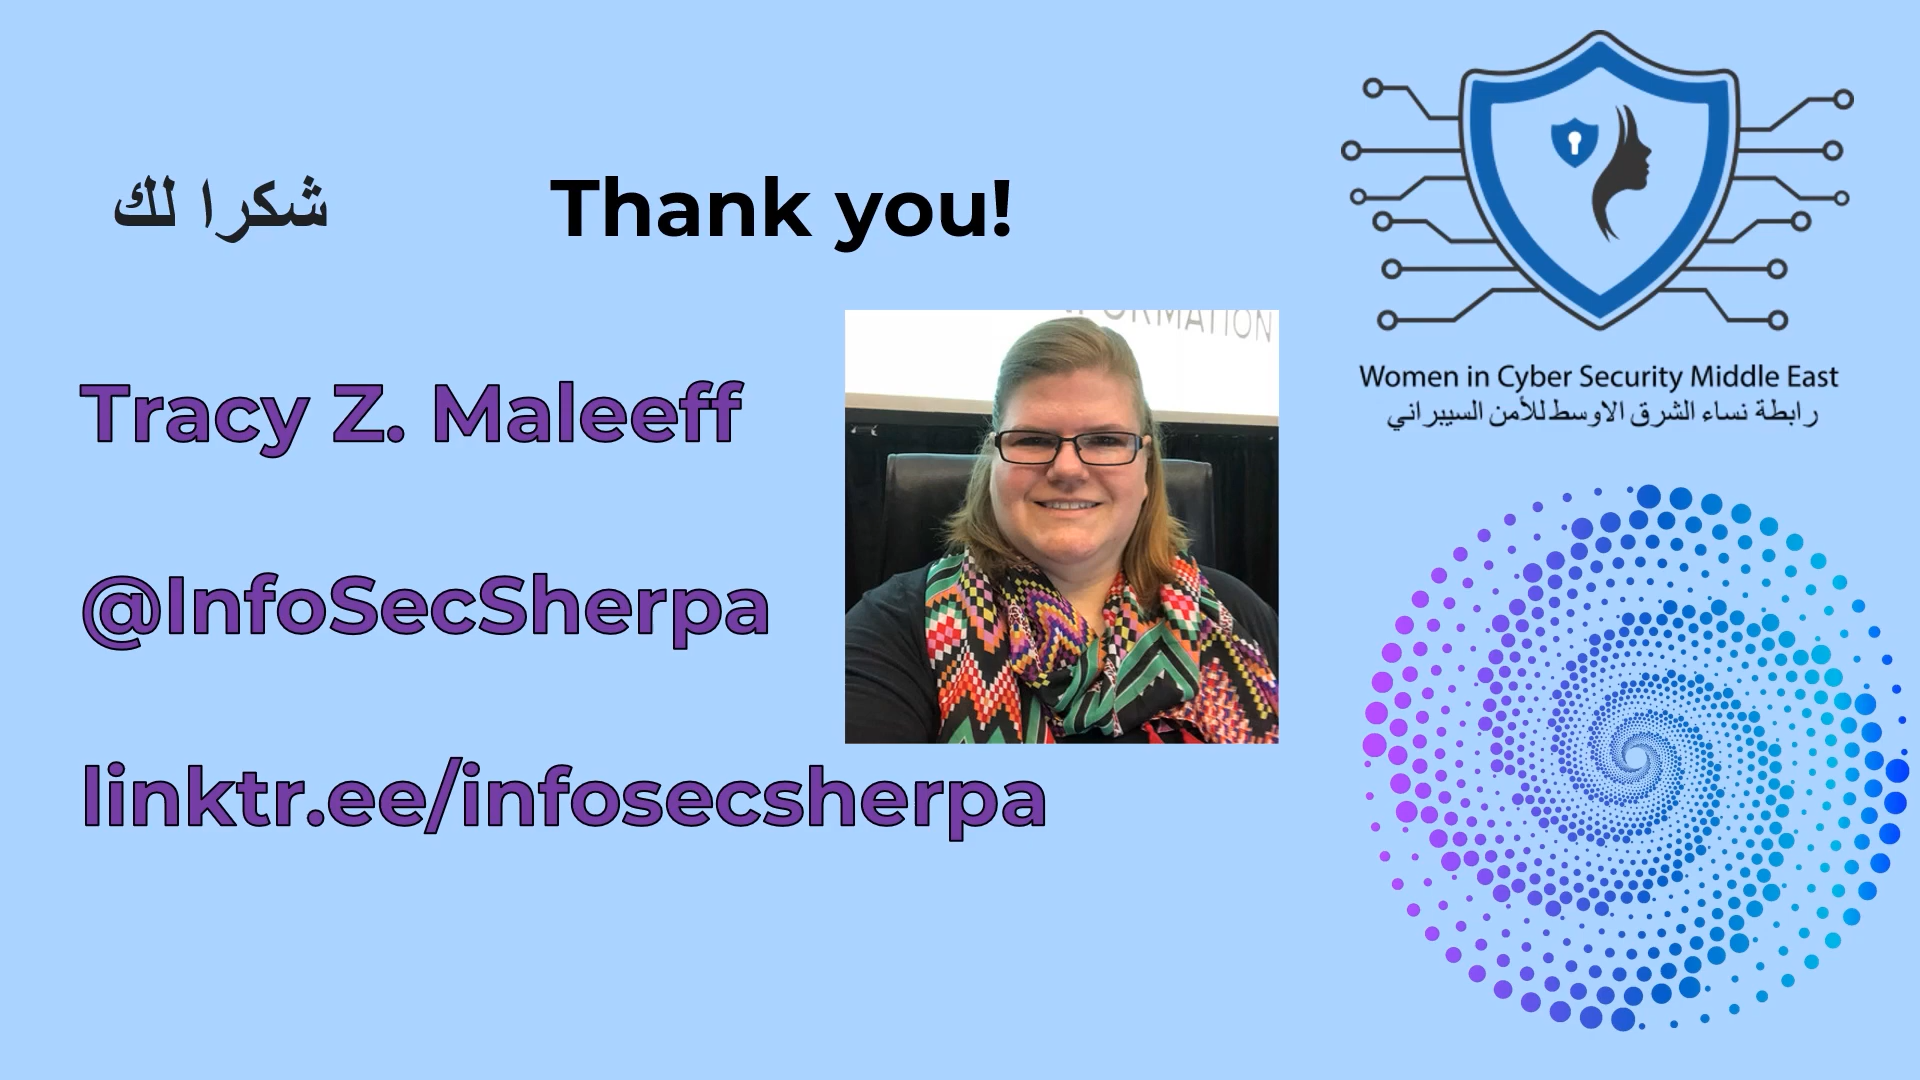 شكرا لك
Thank you!
Tracy Z. Maleeff
@InfoSecSherpa
linktr.ee/infosecsherpa
Women in Cyber Security Middle East
رابطة نساء الشرق الاوسط للأمن السيبراني